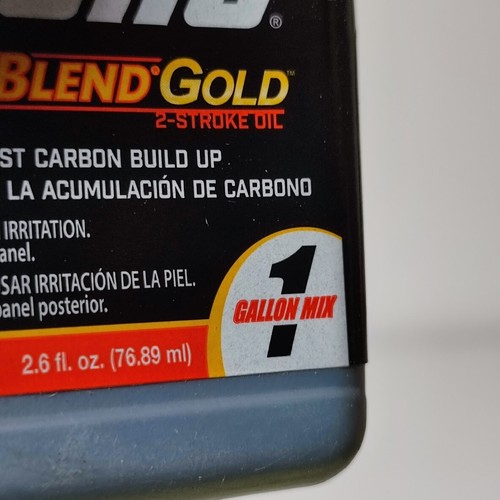 BLEND® GOLD™
2-STROKE OIL
ST CARBON BUILD UP
LA ACUMULACIÓN DE CARBONO
IRRITATION.
anel.
SAR IRRITACIÓN DE LA PIEL.
panel posterior.
1
GALLON MIX
2.6 fl. oz. (76.89 ml)